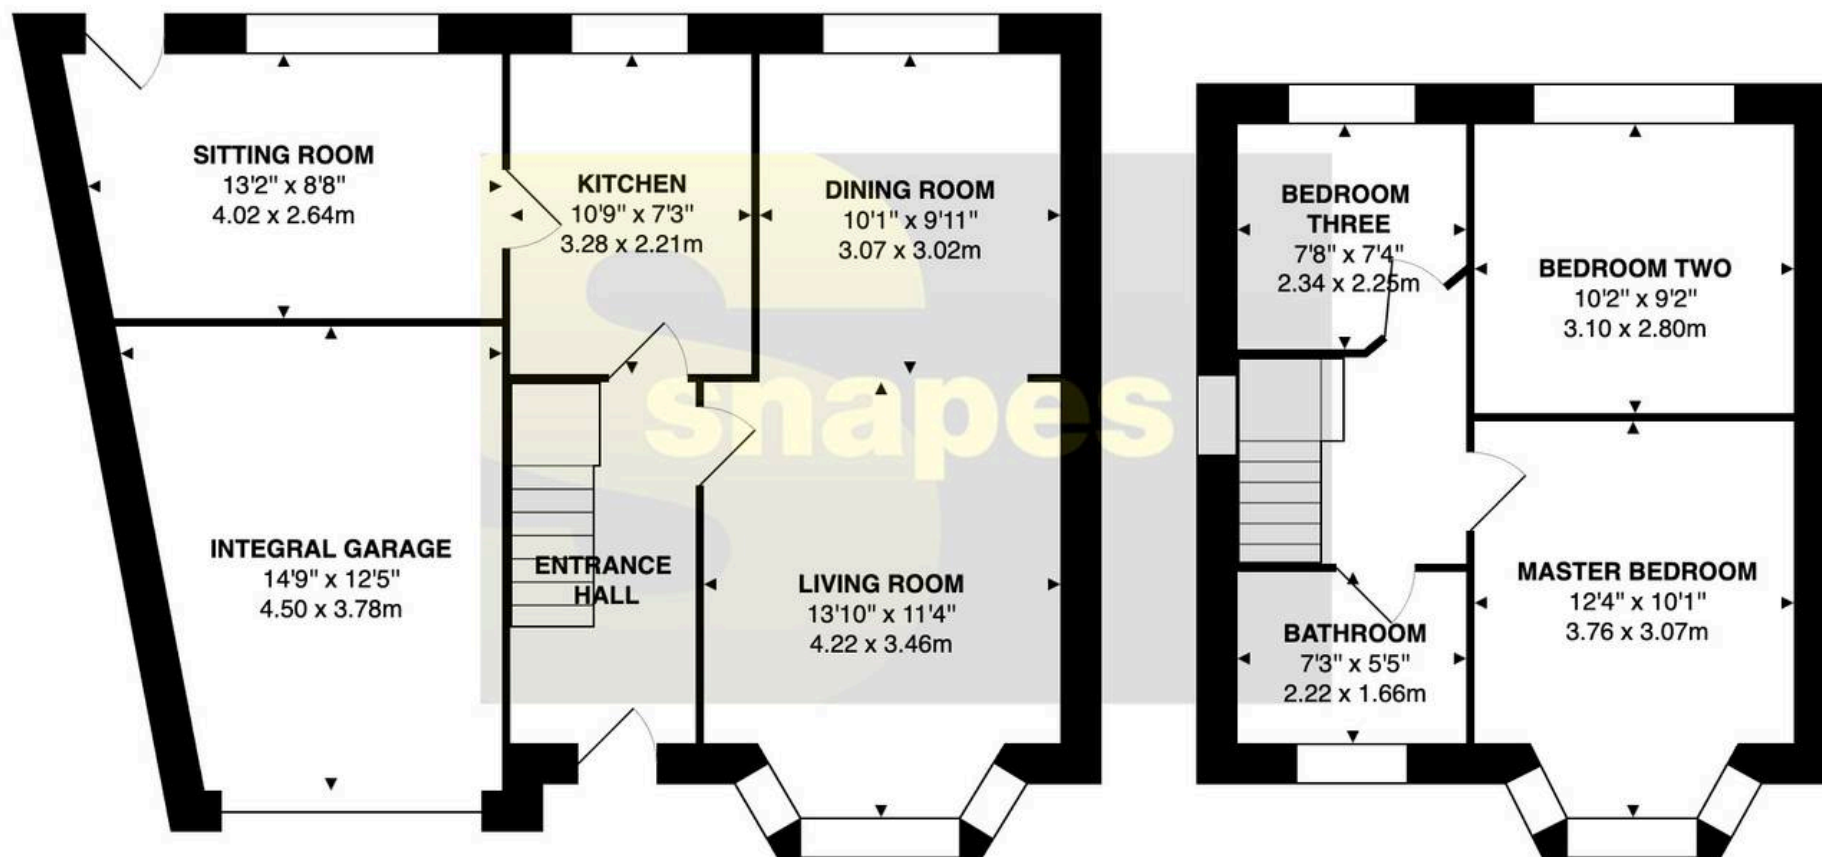 SITTING ROOM
13'2" x 8'8"
4.02 x 2.64m
KITCHEN
10'9" x 7'3"
3.28 x 2.21m
DINING ROOM
10'1" x 9'11"
3.07 x 3.02m
INTEGRAL GARAGE
14'9" x 12'5"
4.50 x 3.78m
ENTRANCE
HALL
LIVING ROOM
13'10" x 11'4"
4.22 x 3.46m
snapes
BEDROOM
THREE
7'8" x 7'4"
2.34 x 2.25m
BEDROOM TWO
10'2" x 9'2"
3.10 x 2.80m
BATHROOM
7'3" x 5'5"
2.22 x 1.66m
MASTER BEDROOM
12'4" x 10'1"
3.76 x 3.07m